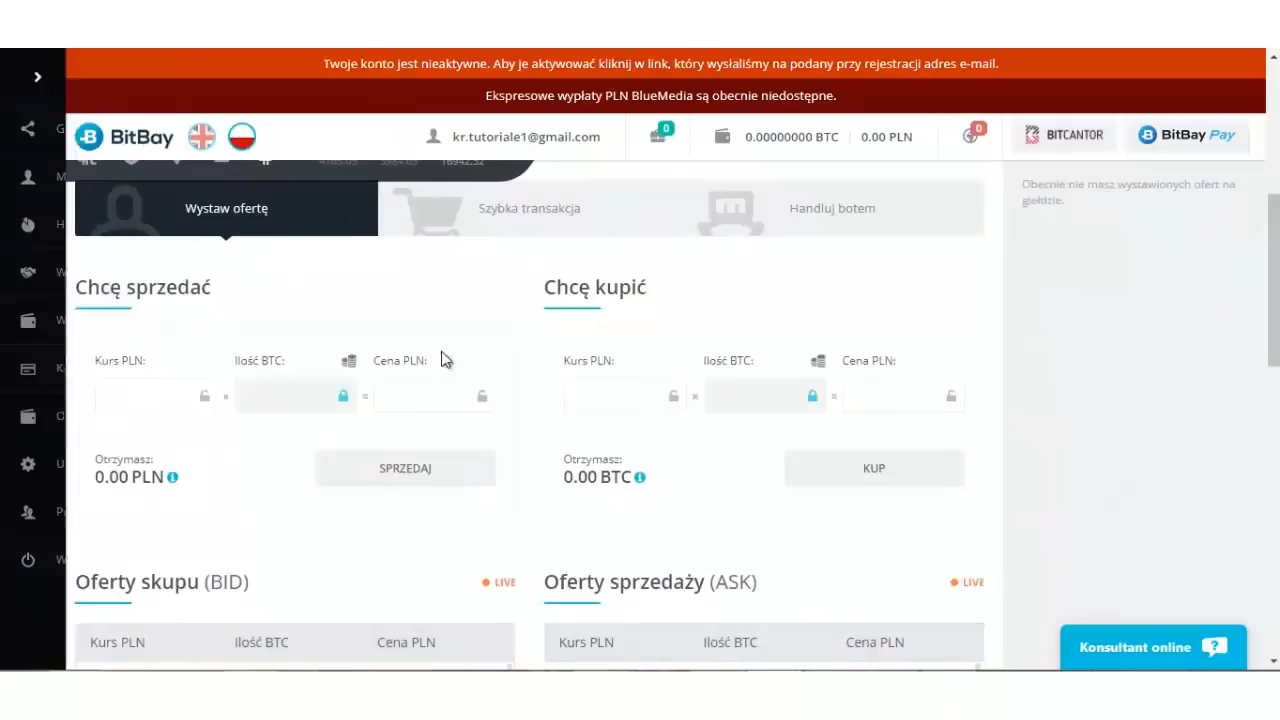 Twoje konto jest nieaktywne. Aby je aktywować kliknij w link, który wysłaliśmy na podany przy rejestracji adres e-mail.
Ekspresowe wypłaty PLN BlueMedia są obecnie niedostępne.
BitBay
kr.tutoriale1@gmail.com
0
0.00000000 BTC
0.00 PLN
0
BITCANTOR
BitBay Pay
Wystaw ofertę
Szybka transakcja
Handluj botem
Obecnie nie masz wystawionych ofert na
giełdzie.
Chcę sprzedać
Chcę kupić
Kurs PLN:
Ilość BTC:
Cena PLN:
Kurs PLN:
Ilość BTC:
Cena PLN:
Otrzymasz:
0.00 PLN
SPRZEDAJ
Otrzymasz:
0.00 BTC
KUP
Oferty skupu (BID)
LIVE
Oferty sprzedaży (ASK)
LIVE
Kurs PLN
Ilość BTC
Cena PLN
Kurs PLN
Ilość BTC
Cena PLN
Konsultant online